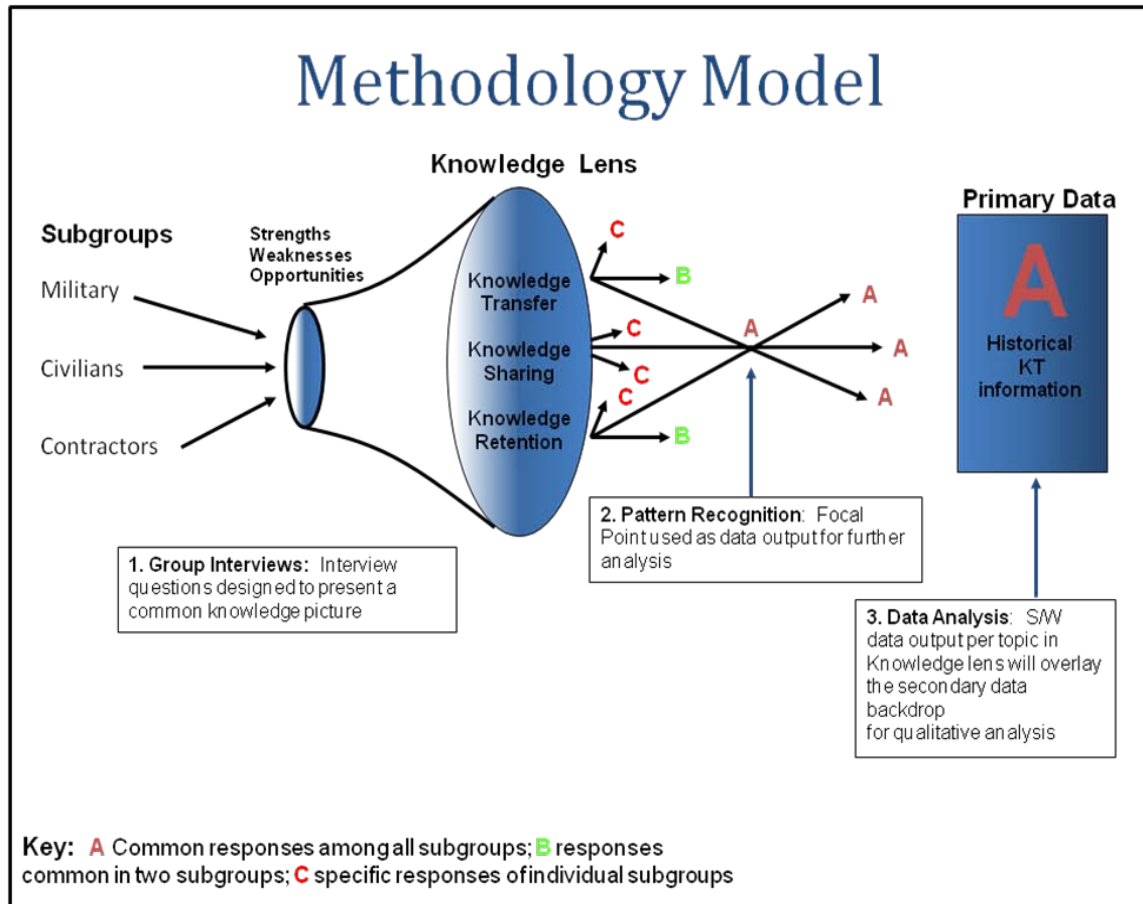 Methodology Model
Knowledge Lens
Primary Data
Subgroups
Military
Civilians
Contractors
Strengths
Weaknesses
Opportunities
Knowledge
Transfer
Knowledge
Sharing
Knowledge
Retention
C
B
C
C
C
B
A
A
A
A
A
Historical
KT
information
1. Group Interviews: Interview
questions designed to present a
common knowledge picture
2. Pattern Recognition: Focal
Point used as data output for further
analysis
3. Data Analysis: S/W
data output per topic in
Knowledge lens will overlay
the secondary data
backdrop
for qualitative analysis
Key: A Common responses among all subgroups; B responses
common in two subgroups; C specific responses of individual subgroups